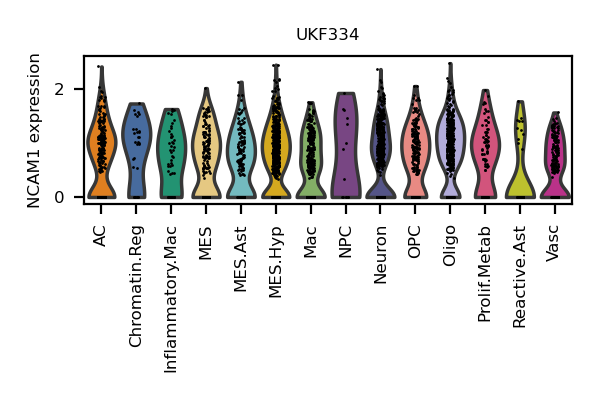 UKF334
NCAM1 expression
2
0
AC
Chromatin.Reg
Inflammatory.Mac
MES
MES.Ast
MES.Hyp
Mac
NPC
Neuron
OPC
Oligo
Prolif.Metab
Reactive.Ast
Vasc